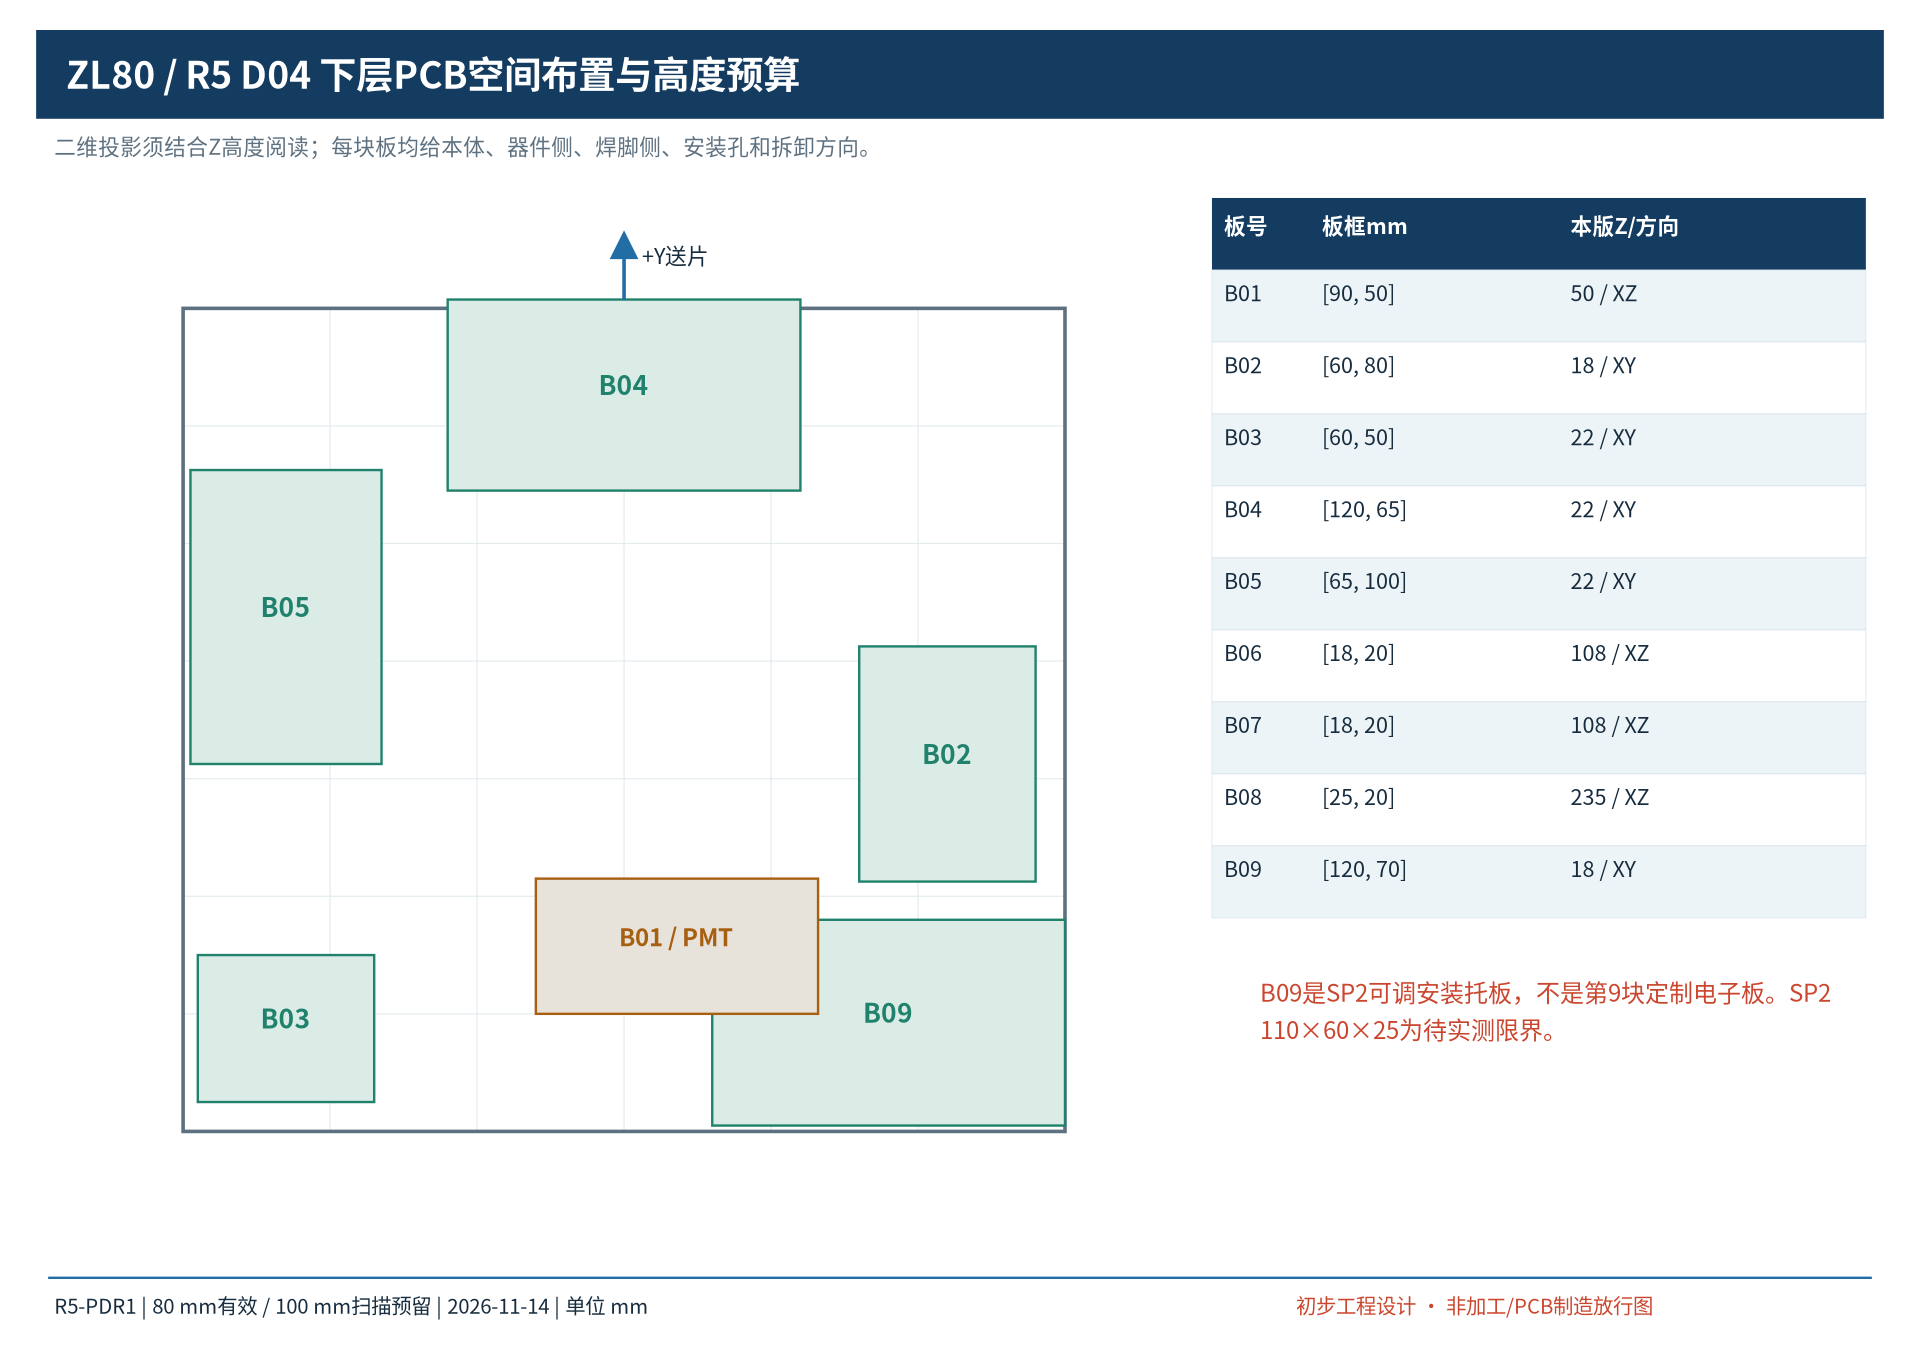 ZL80 / R5 D04 下层PCB空间布置与高度预算
二维投影须结合Z高度阅读；每块板均给本体、器件侧、焊脚侧、安装孔和拆卸方向。
+Y送片
B04
B05
B02
B01 / PMT
B09
B03
板号 板框mm 本版Z/方向
B01 [90, 50] 50 / XZ
B02 [60, 80] 18 / XY
B03 [60, 50] 22 / XY
B04 [120, 65] 22 / XY
B05 [65, 100] 22 / XY
B06 [18, 20] 108 / XZ
B07 [18, 20] 108 / XZ
B08 [25, 20] 235 / XZ
B09 [120, 70] 18 / XY
B09是SP2可调安装托板，不是第9块定制电子板。SP2
110×60×25为待实测限界。
R5-PDR1 | 80 mm有效 / 100 mm扫描预留 | 2026-11-14 | 单位 mm
初步工程设计 · 非加工/PCB制造放行图